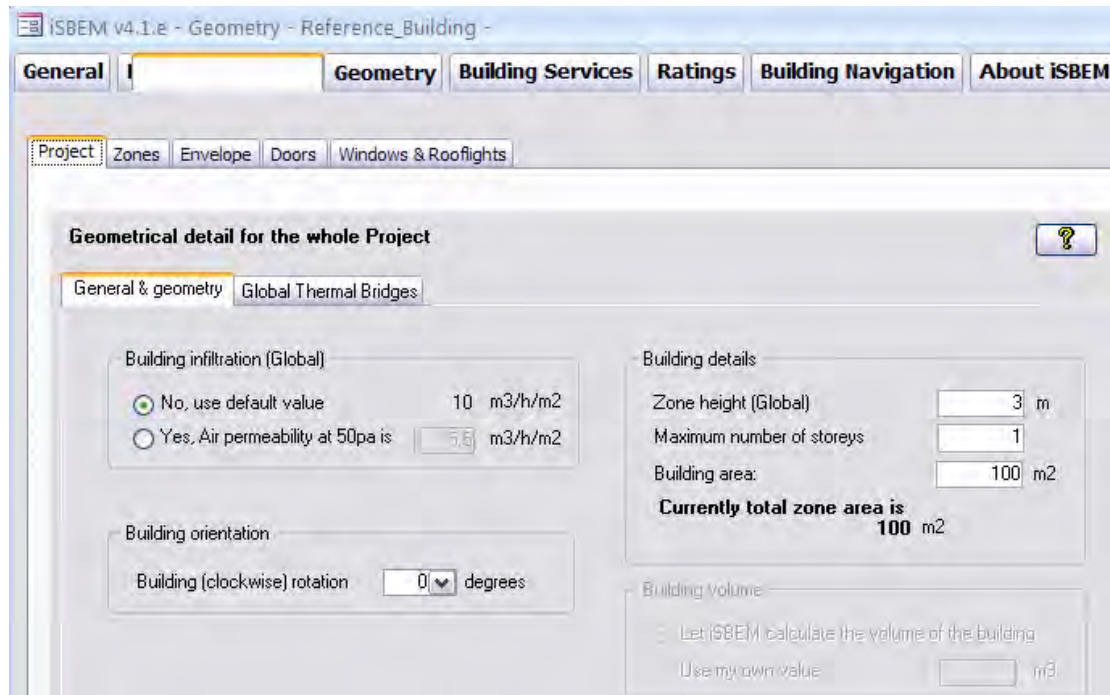 iSBEM v4.1.e - Geometry - Reference_Building -
General Geometry Building Services Ratings Building Navigation About iSBEM
Project Zones Envelope Doors Windows & Rooflights
Geometrical detail for the whole Project
?
General & geometry Global Thermal Bridges
Building infiltration (Global)
No, use default value 10 m3/h/m2
Yes, Air permeability at 50pa is m3/h/m2
Building orientation
Building (clockwise) rotation 0 degrees
Building details
Zone height (Global) 3 m
Maximum number of storeys 1
Building area: 100 m2
Currently total zone area is
100 m2
Building volume
Let iSBEM calculate the volume of the building
Use my own value m3